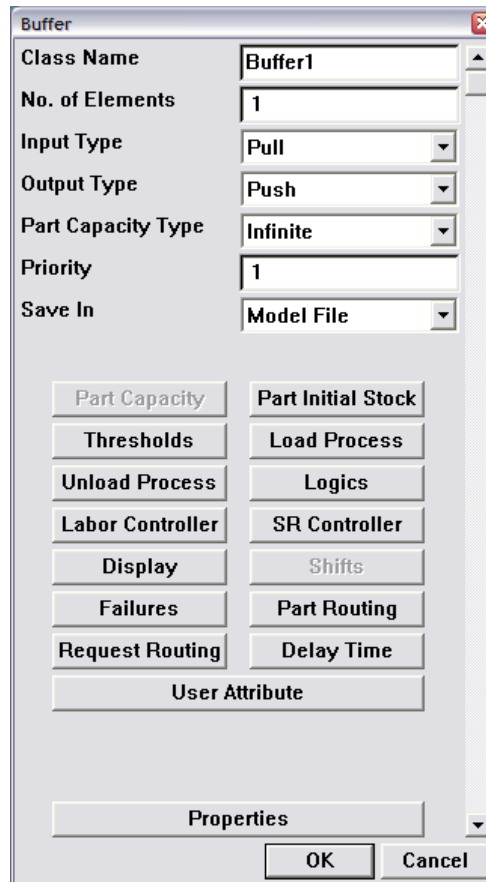 Buffer
Class Name Buffer1
No. of Elements 1
Input Type Pull
Output Type Push
Part Capacity Type Infinite
Priority 1
Save In Model File
Part Capacity Part Initial Stock
Thresholds Load Process
Unload Process Logics
Labor Controller SR Controller
Display Shifts
Failures Part Routing
Request Routing Delay Time
User Attribute
Properties
OK Cancel